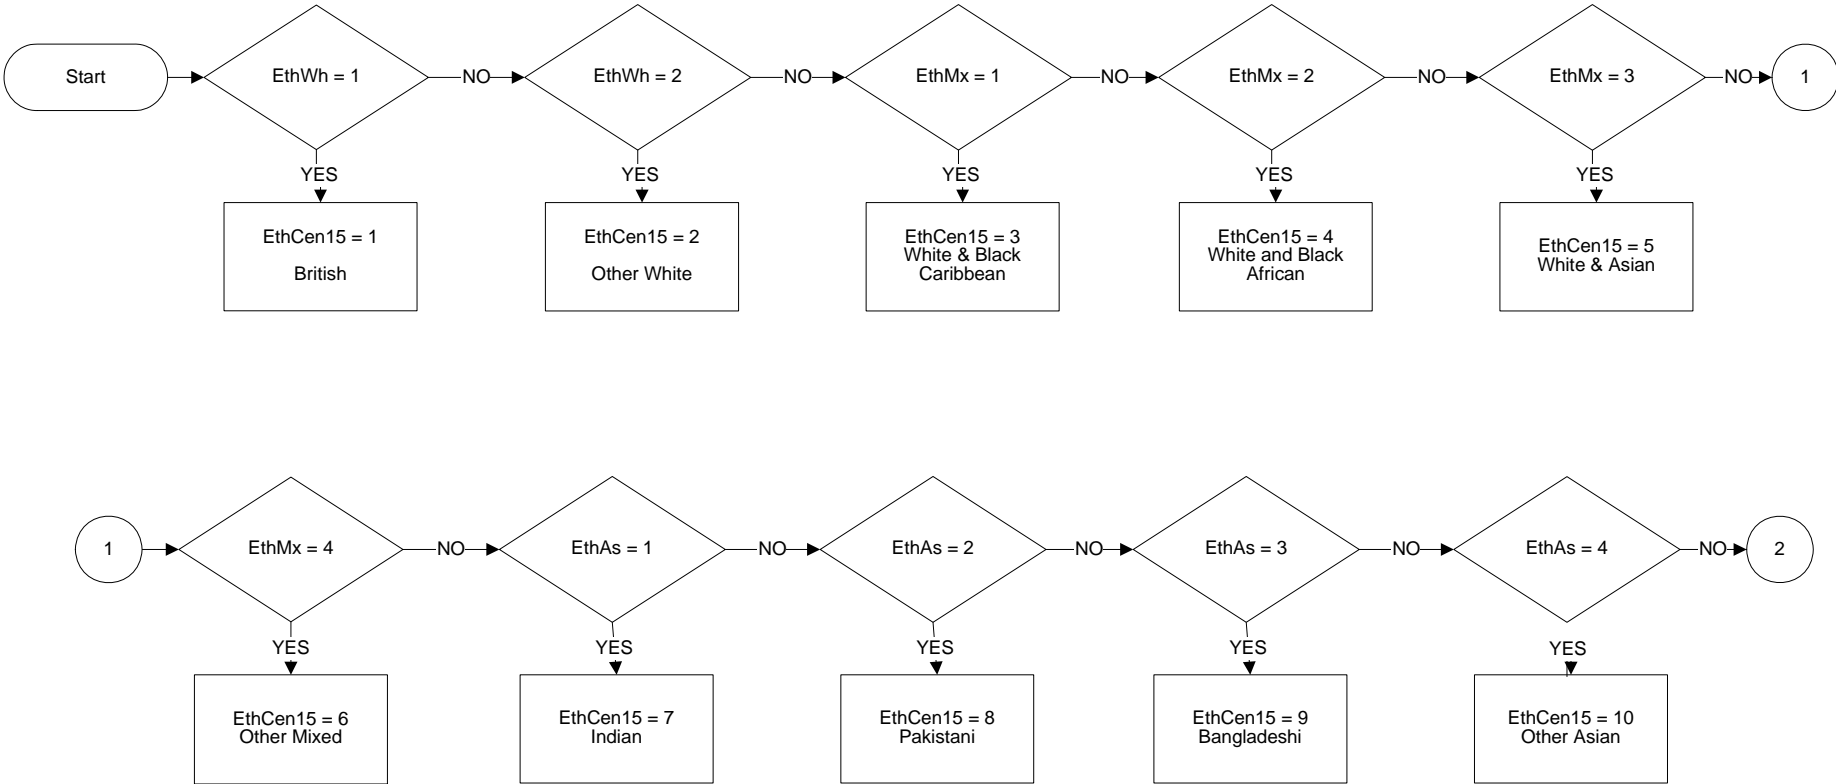 Start
EthWh = 1
NO
EthWh = 2
NO
EthMx = 1
NO
EthMx = 2
NO
EthMx = 3
NO
1
YES
YES
YES
YES
YES
EthCen15 = 1
British
EthCen15 = 2
Other White
EthCen15 = 3
White & Black
Caribbean
EthCen15 = 4
White and Black
African
EthCen15 = 5
White & Asian
1
EthMx = 4
NO
EthAs = 1
NO
EthAs = 2
NO
EthAs = 3
NO
EthAs = 4
NO
2
YES
YES
YES
YES
YES
EthCen15 = 6
Other Mixed
EthCen15 = 7
Indian
EthCen15 = 8
Pakistani
EthCen15 = 9
Bangladeshi
EthCen15 = 10
Other Asian